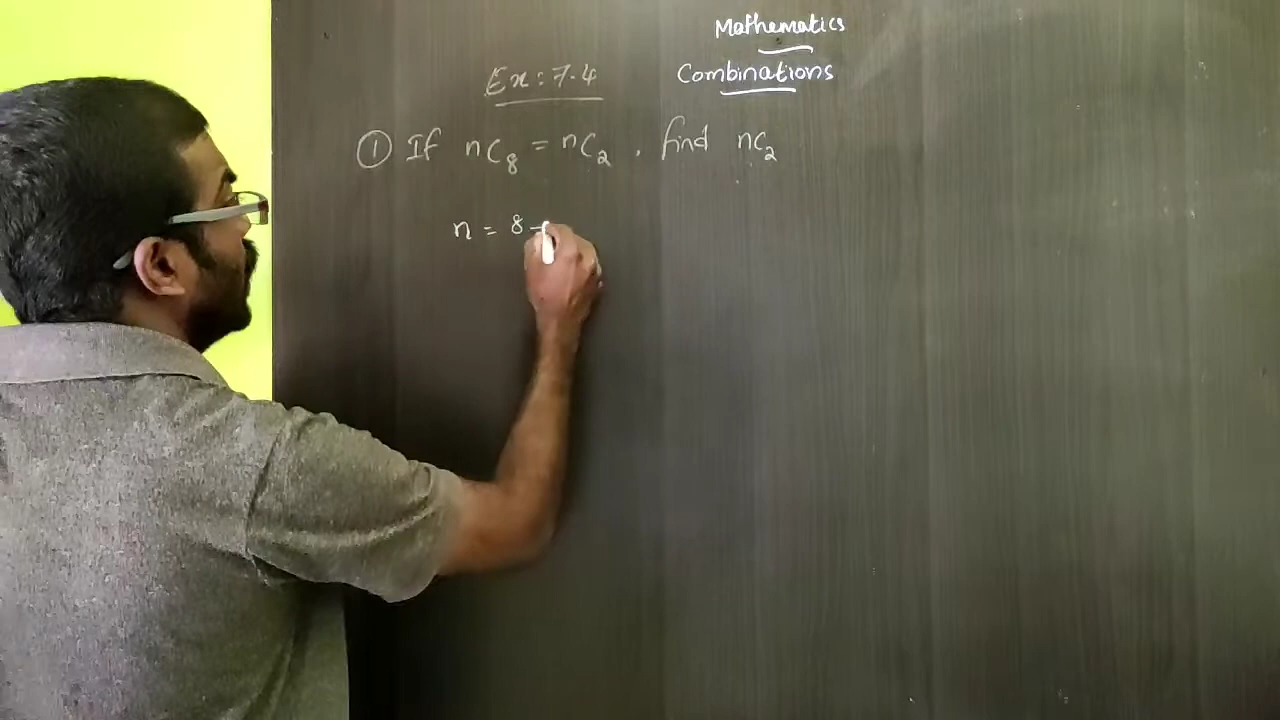 Mathematics
Combinations
Ex: 7.4
① If nC₈ = nC₂ . find nC₂
n = 8 -